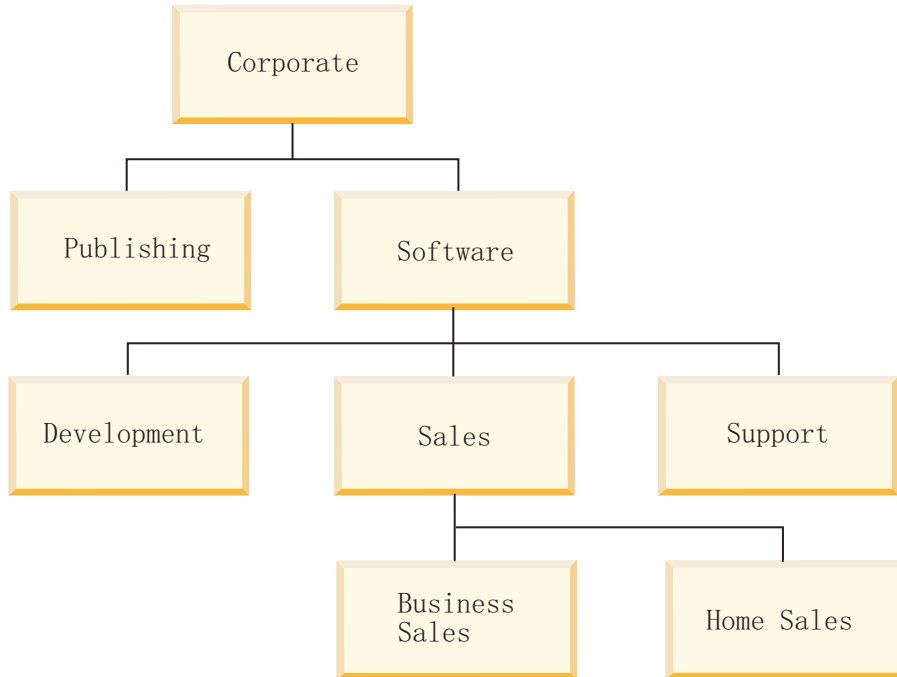 Corporate
Publishing
Software
Development
Sales
Support
Business
Sales
Home Sales